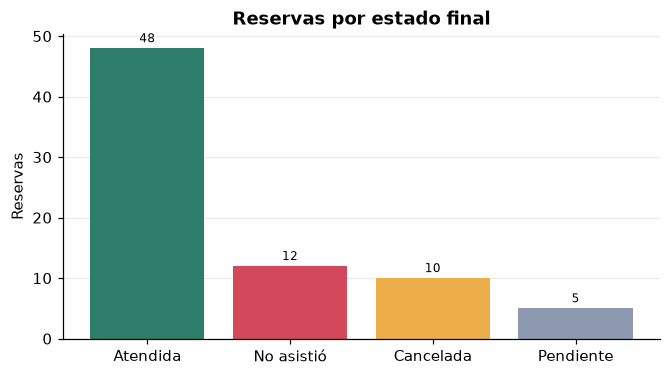 Reservas por estado final
Reservas
50
40
30
20
10
0
48
12
10
5
Atendida
No asistió
Cancelada
Pendiente